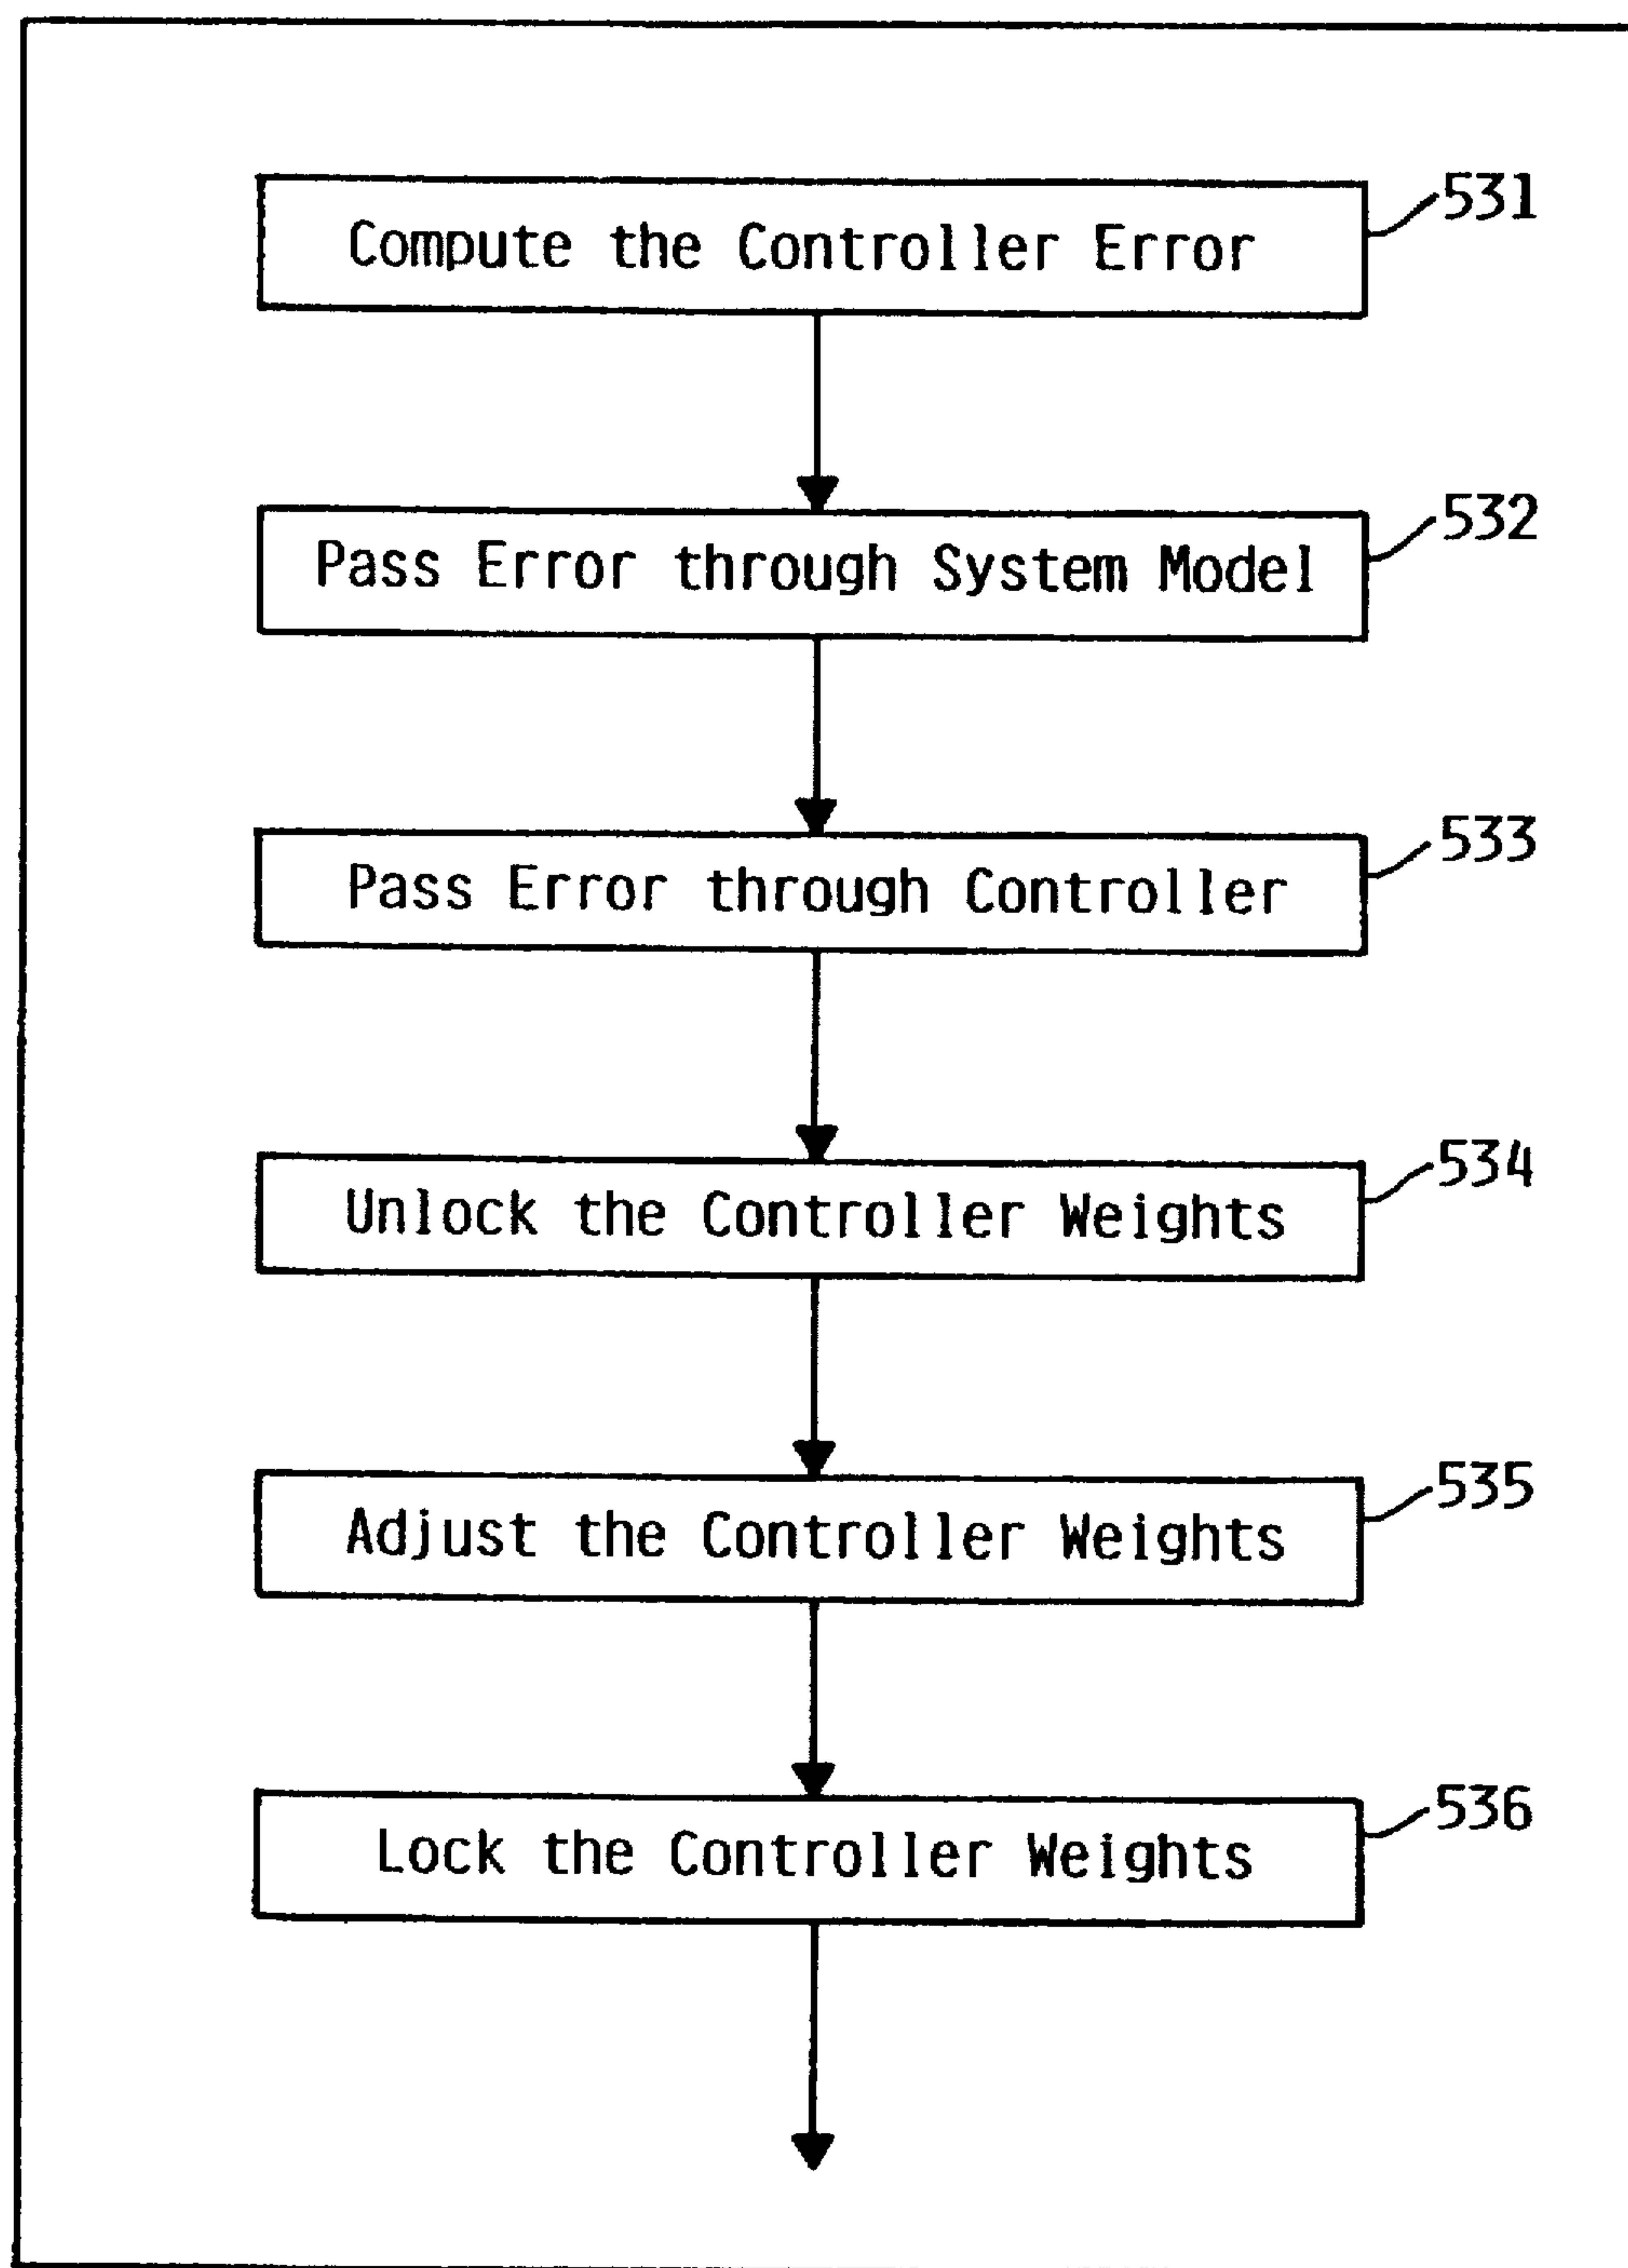 531
Compute the Controller Error
532
Pass Error through System Model
533
Pass Error through Controller
534
Unlock the Controller Weights
535
Adjust the Controller Weights
536
Lock the Controller Weights